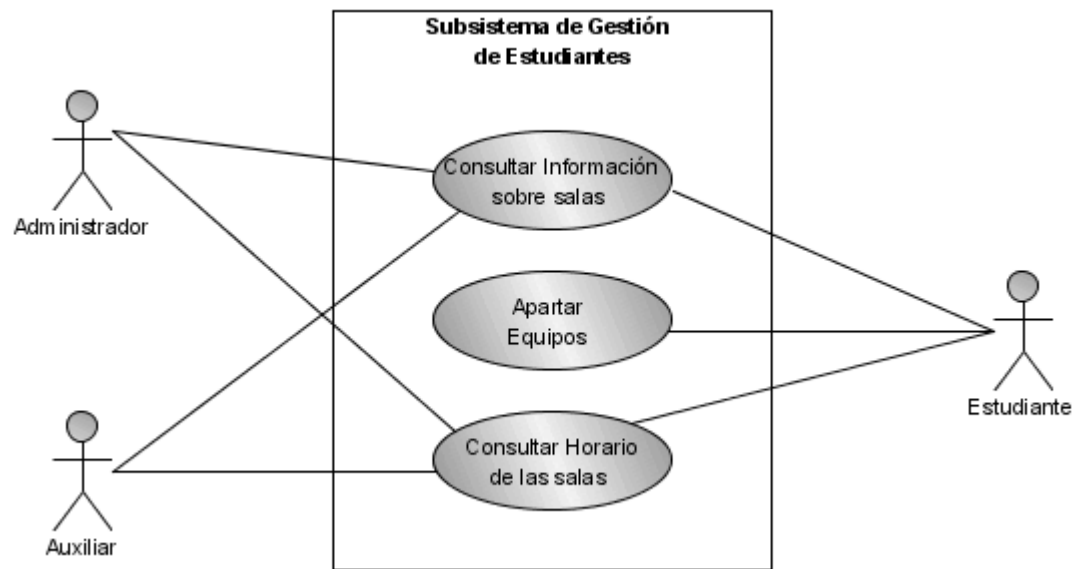 Subsistema de Gestión
de Estudiantes
Administrador
Consultar Información
sobre salas
Apartar
Equipos
Estudiante
Consultar Horario
de las salas
Auxiliar